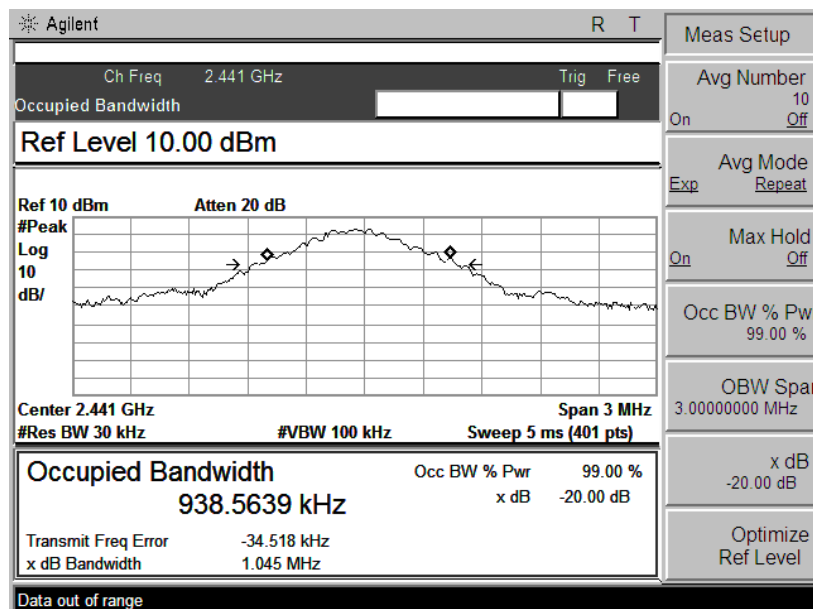 Agilent
R T
Ch Freq 2.441 GHz Trig Free
Occupied Bandwidth
Ref Level 10.00 dBm
Ref 10 dBm Atten 20 dB
#Peak
Log
10
dB/
Center 2.441 GHz Span 3 MHz
#Res BW 30 kHz #VBW 100 kHz Sweep 5 ms (401 pts)
Occupied Bandwidth
938.5639 kHz
Occ BW % Pwr 99.00 %
x dB -20.00 dB
Transmit Freq Error -34.518 kHz
x dB Bandwidth 1.045 MHz
Data out of range
Meas Setup
Avg Number
10
On Off
Avg Mode
Exp Repeat
Max Hold
On Off
Occ BW % Pw
99.00 %
OBW Spa
3.00000000 MHz
x dB
-20.00 dB
Optimize
Ref Level